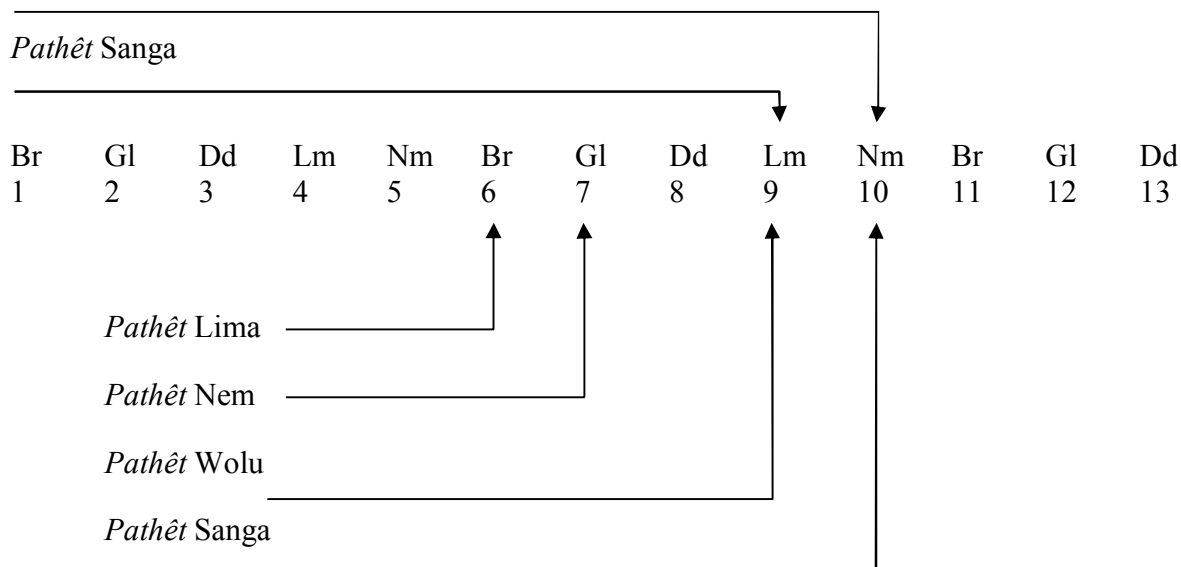 Pathêt Sanga
Br Gl Dd Lm Nm Br Gl Dd Lm Nm Br Gl Dd
1 2 3 4 5 6 7 8 9 10 11 12 13
Pathêt Lima
Pathêt Nem
Pathêt Wolu
Pathêt Sanga